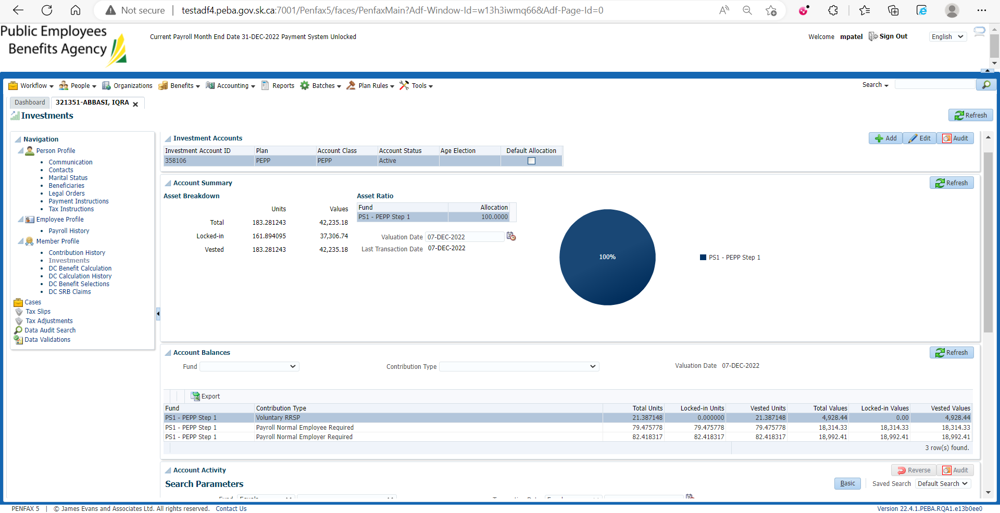 Not secure | testadf4.peba.gov.sk.ca:7001/Penfax5/faces/PenfaxMain?Adf-Window-Id=w13h3iwmq66&Adf-Page-Id=0
Public Employees
Benefits Agency
Current Payroll Month End Date 31-DEC-2022 Payment System Unlocked
Welcome mpatel Sign Out English
Workflow People Organizations Benefits Accounting Reports Batches Plan Rules Tools Search
Dashboard 321351-ABBASI, IQRA
Investments Refresh
Navigation
Person Profile
Communication
Contacts
Marital Status
Beneficiaries
Legal Orders
Payment Instructions
Tax Instructions
Employee Profile
Payroll History
Member Profile
Contribution History
Investments
DC Benefit Calculation
DC Calculation History
DC Benefit Selections
DC SRB Claims
Cases
Tax Slips
Tax Adjustments
Data Audit Search
Data Validations
Investment Accounts Add Edit Audit
Investment Account ID Plan Account Class Account Status Age Election Default Allocation
358106 PEPP PEPP Active
Account Summary Refresh
Asset Breakdown
Units Values
Total 183.281243 42,235.18
Locked-in 161.894095 37,306.74
Vested 183.281243 42,235.18
Asset Ratio
Fund Allocation
PS1 - PEPP Step 1 100.0000
Valuation Date 07-DEC-2022
Last Transaction Date 07-DEC-2022
100%
PS1 - PEPP Step 1
Account Balances Refresh
Fund Contribution Type Valuation Date 07-DEC-2022
Export
Fund Contribution Type Total Units Locked-in Units Vested Units Total Values Locked-in Values Vested Values
PS1 - PEPP Step 1 Voluntary RRSP 21.387148 0.000000 21.387148 4,928.44 0.00 4,928.44
PS1 - PEPP Step 1 Payroll Normal Employee Required 79.475778 79.475778 79.475778 18,314.33 18,314.33 18,314.33
PS1 - PEPP Step 1 Payroll Normal Employer Required 82.418317 82.418317 82.418317 18,992.41 18,992.41 18,992.41
3 row(s) found.
Account Activity Reverse Audit
Search Parameters Basic Saved Search Default Search
PENFAX 5 | © James Evans and Associates Ltd. All rights reserved. Contact Us
Version 22.4.1.PEBA.RQA1.e13b0ee0